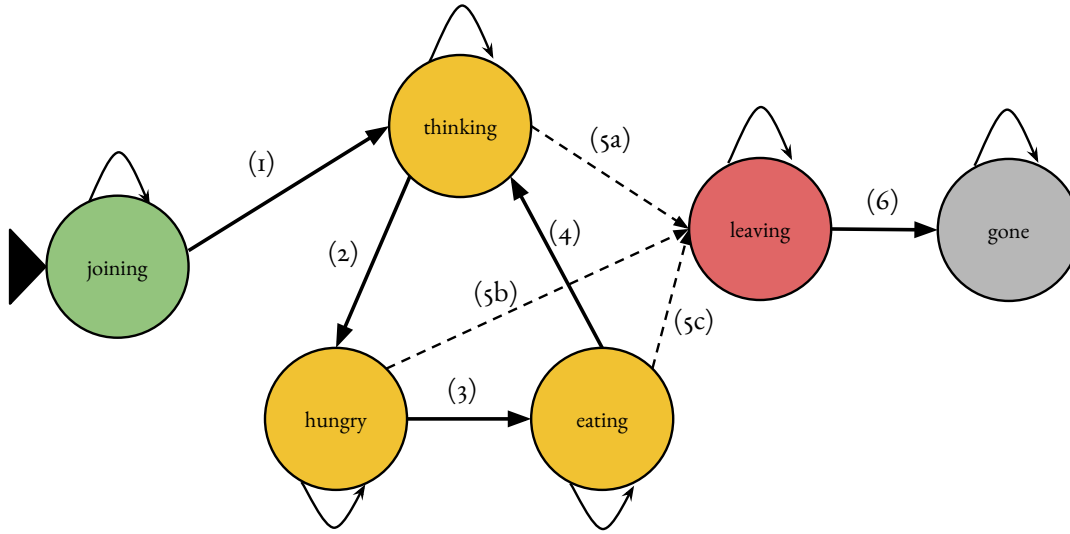 thinking
(1)
(5a)
(6)
leaving
gone
joining
(2)
(4)
(5b)
(5c)
(3)
hungry
eating